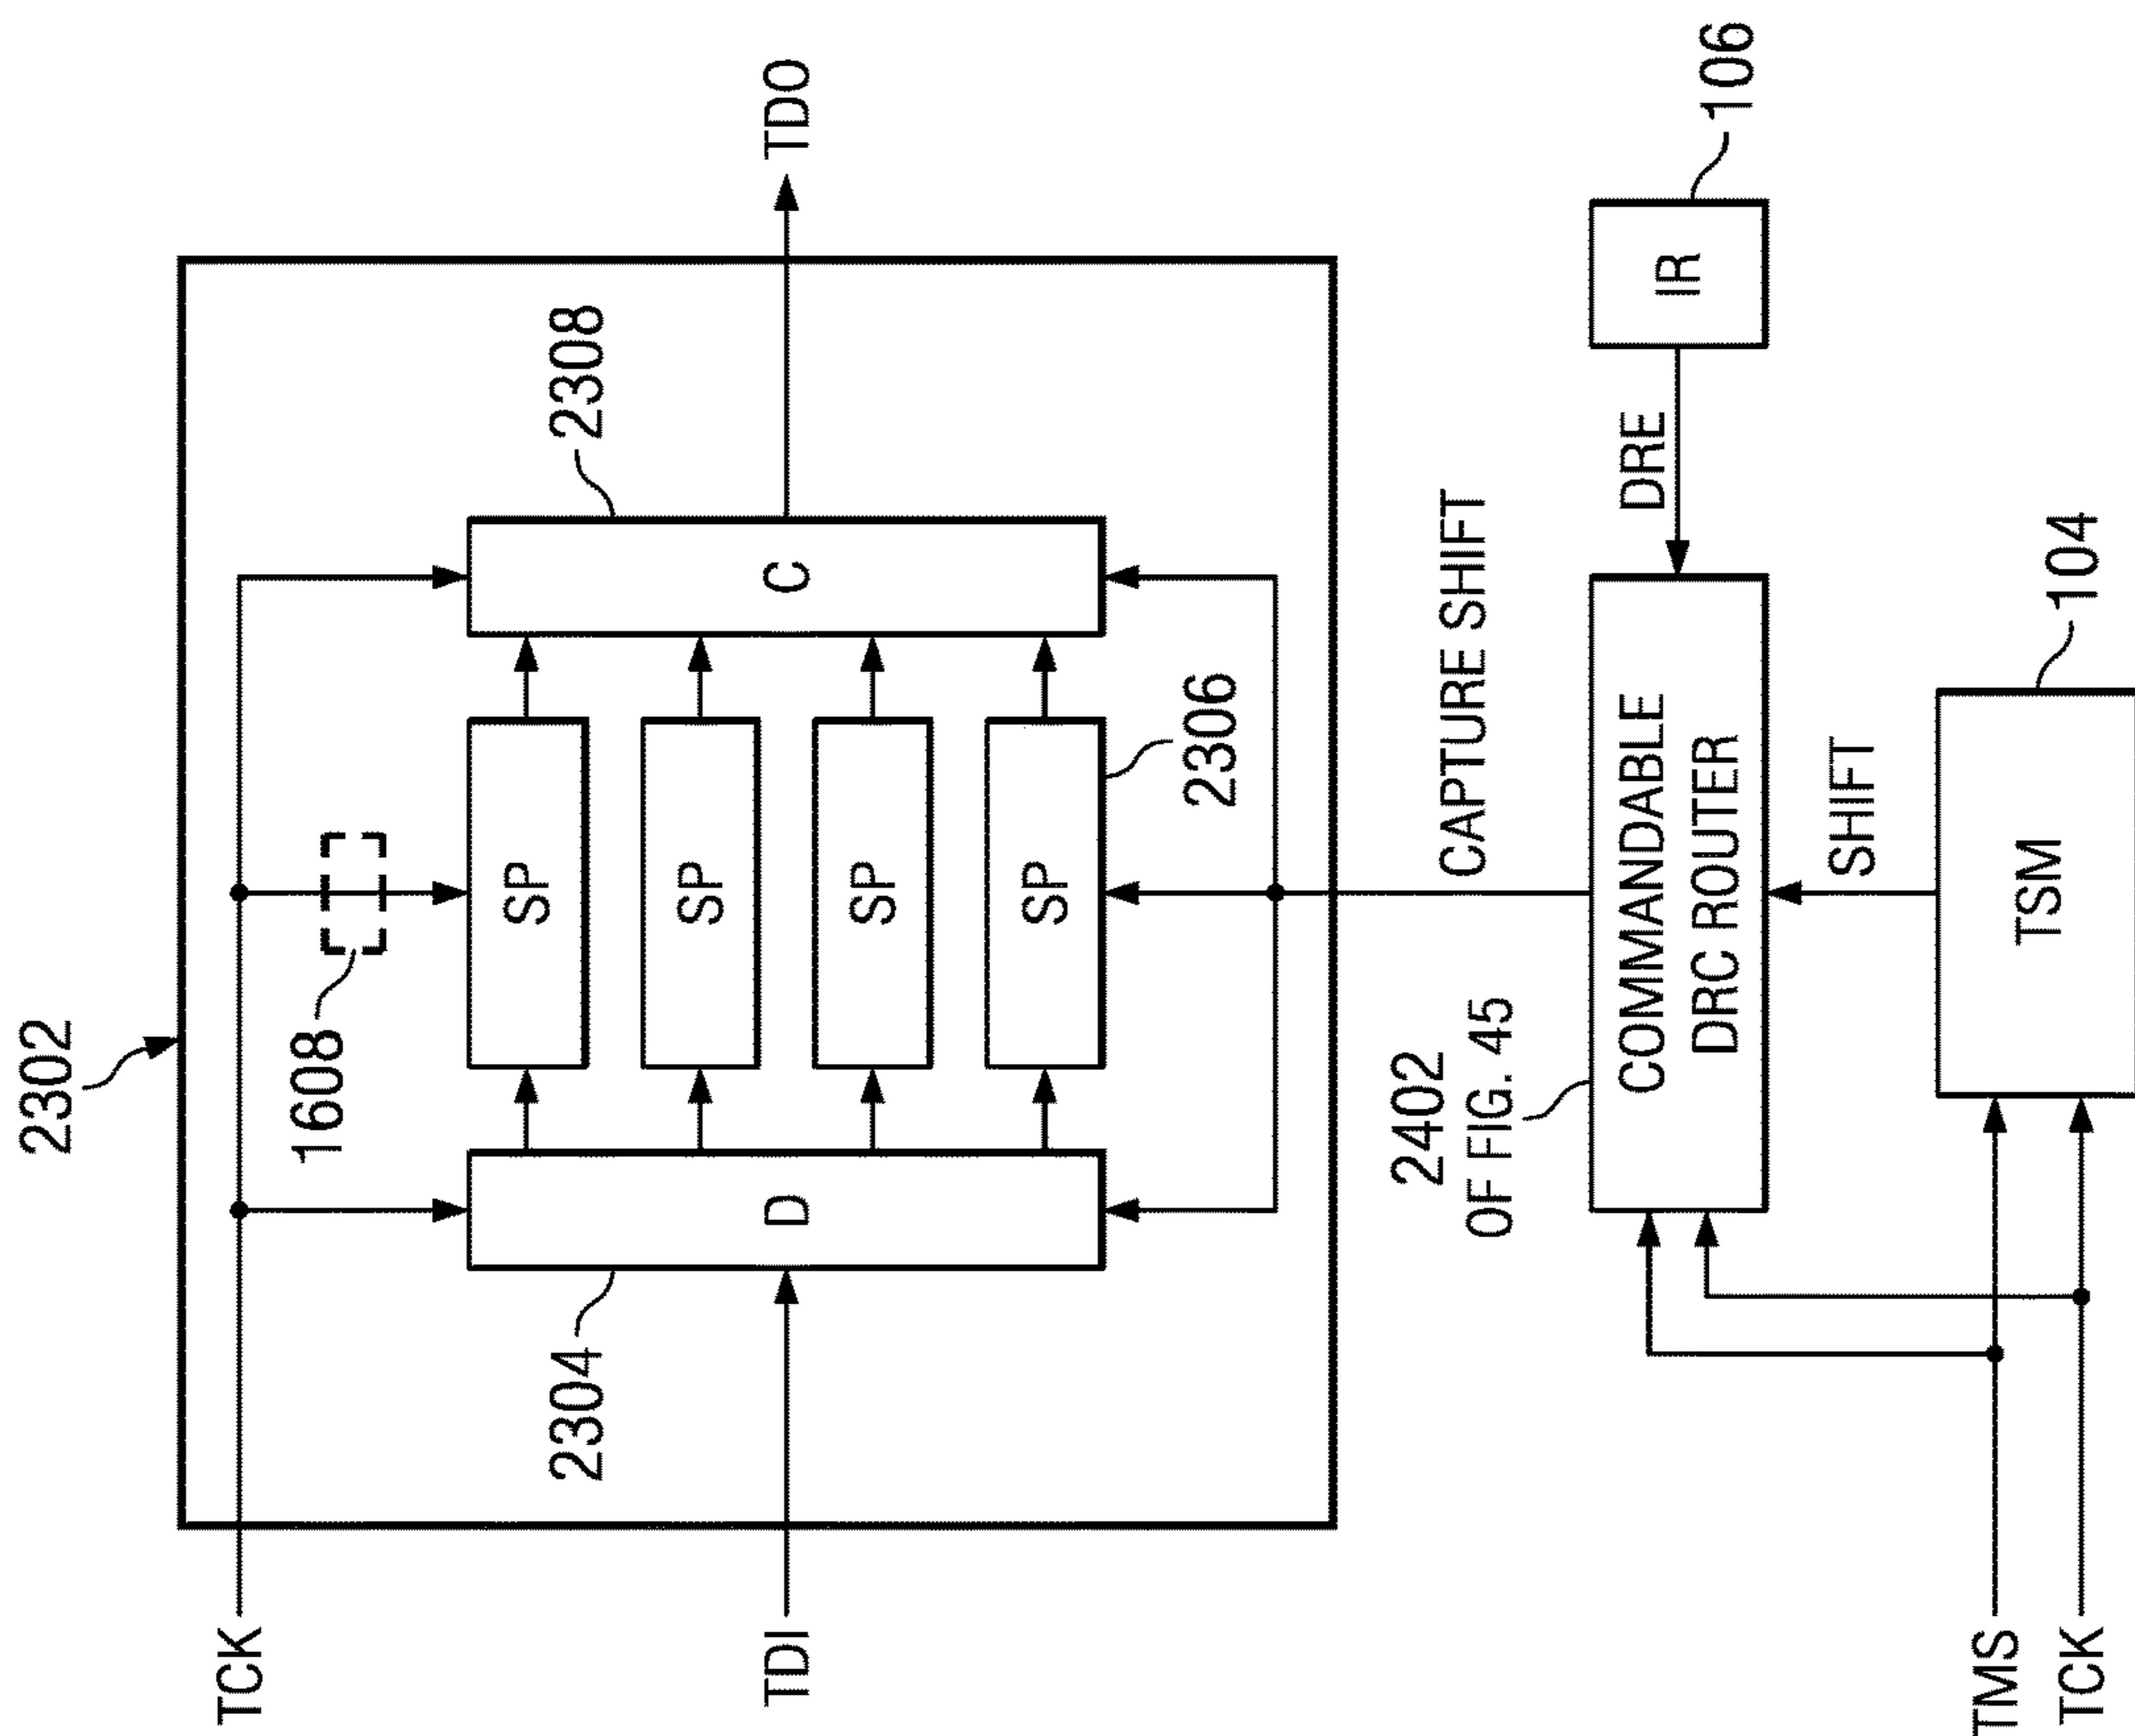 2302
TCK
1608
TDI
2304
D
SP
SP
SP
SP
2306
C
2308
TDO
CAPTURE SHIFT
2402
OF FIG. 45
COMMANDABLE
DRC ROUTER
DRE
IR
106
SHIFT
TSM
104
TMS
TCK